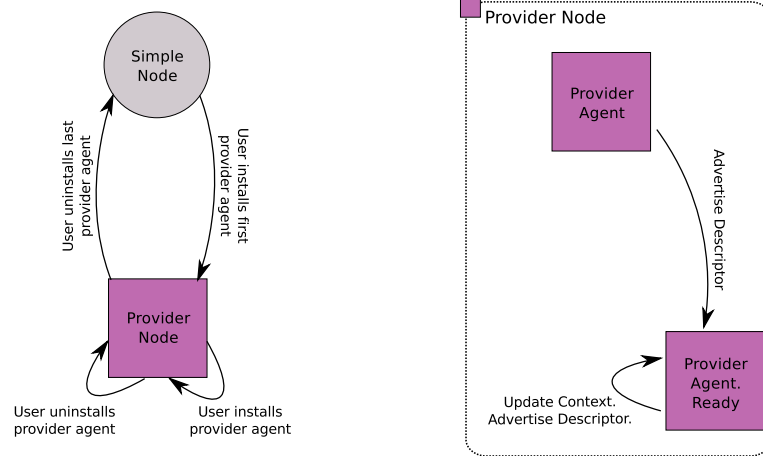 Simple
Node
User uninstalls last
provider agent
User installs first
provider agent
Provider
Node
User uninstalls
provider agent
User installs
provider agent
Provider Node
Provider
Agent
Advertise Descriptor
Provider
Agent.
Ready
Update Context.
Advertise Descriptor.